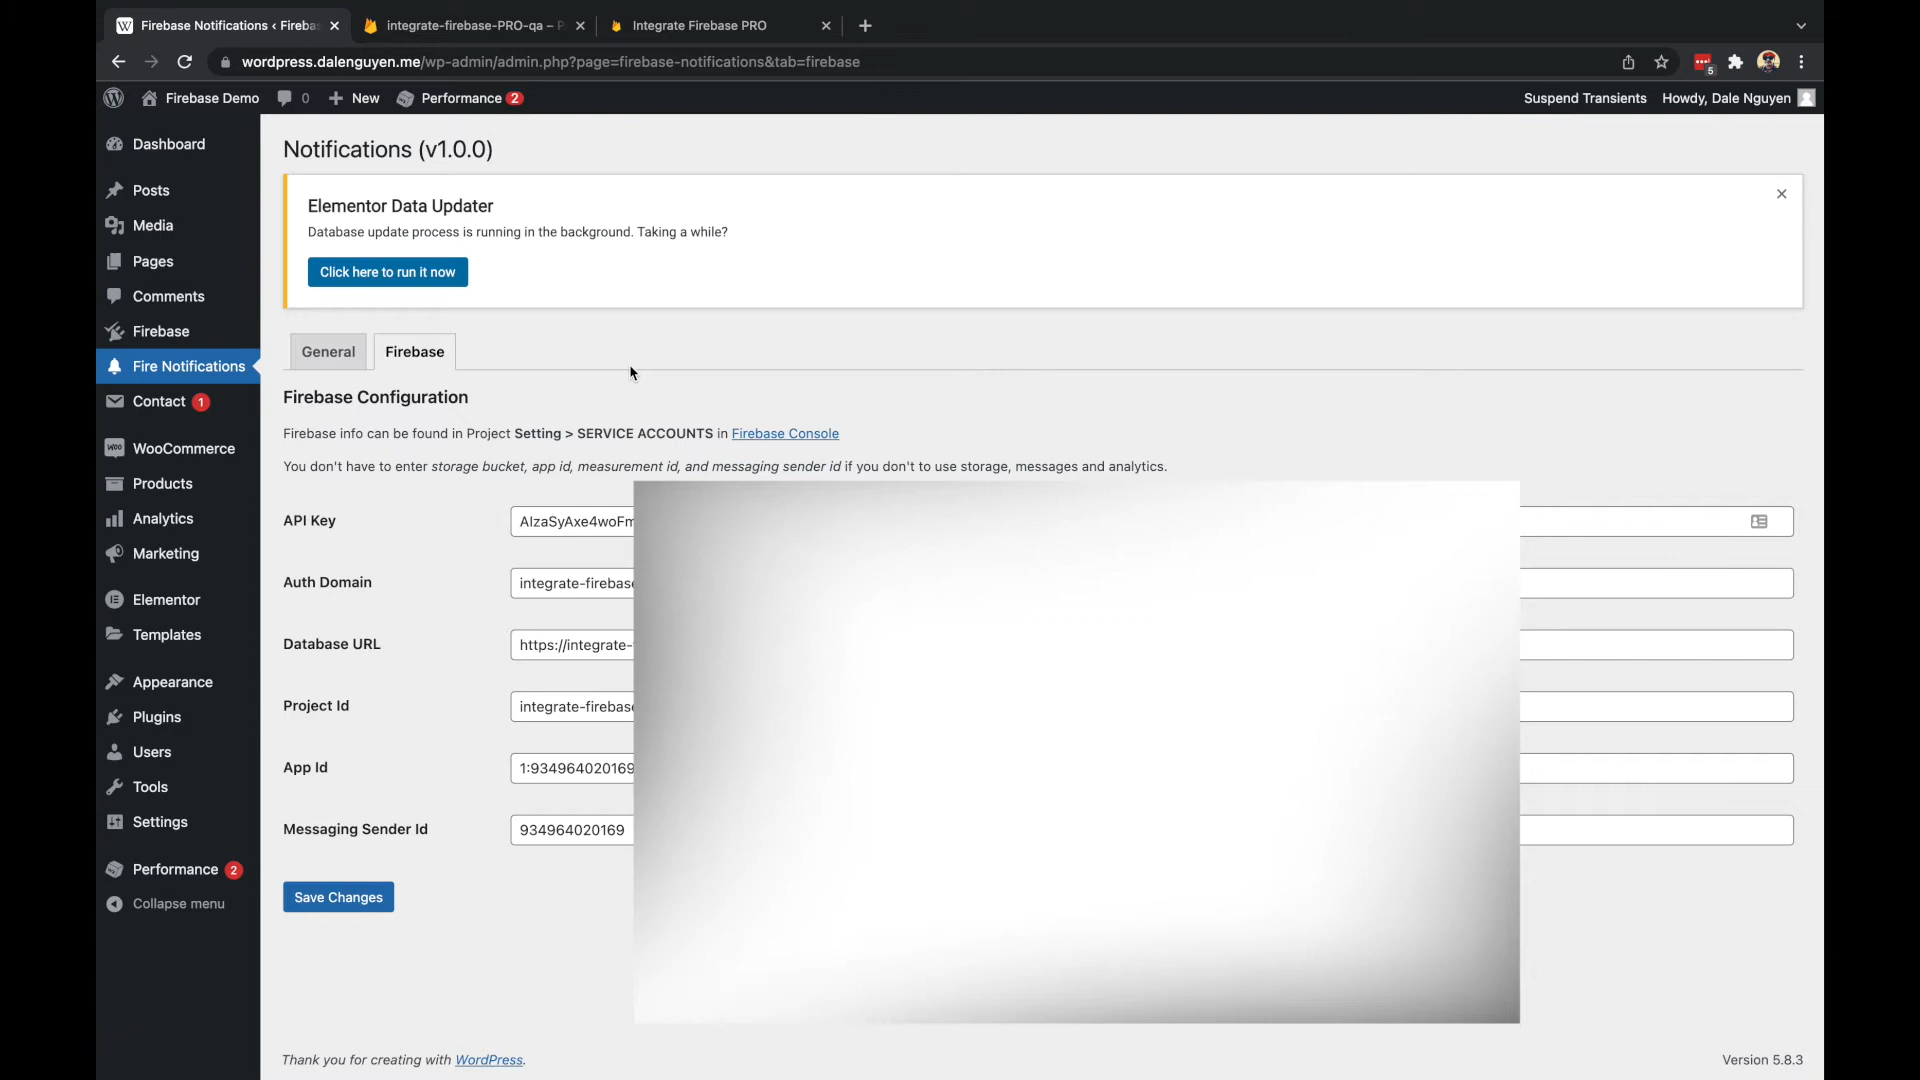 Firebase Notifications ‹ Fireba
integrate-firebase-PRO-qa –
Integrate Firebase PRO
wordpress.dalenguyen.me/wp-admin/admin.php?page=firebase-notifications&tab=firebase
5
Firebase Demo
0
New
Performance 2
Suspend Transients
Howdy, Dale Nguyen
Dashboard
Posts
Media
Pages
Comments
Firebase
Fire Notifications
Contact 1
WooCommerce
Products
Analytics
Marketing
Elementor
Templates
Appearance
Plugins
Users
Tools
Settings
Performance 2
Collapse menu
Notifications (v1.0.0)
Elementor Data Updater
Database update process is running in the background. Taking a while?
Click here to run it now
General
Firebase
Firebase Configuration
Firebase info can be found in Project Setting > SERVICE ACCOUNTS in Firebase Console
You don't have to enter storage bucket, app id, measurement id, and messaging sender id if you don't to use storage, messages and analytics.
API Key
AIzaSyAxe4woFm
Auth Domain
integrate-firebase
Database URL
https://integrate-
Project Id
integrate-firebase
App Id
1:934964020169
Messaging Sender Id
934964020169
Save Changes
Thank you for creating with WordPress.
Version 5.8.3